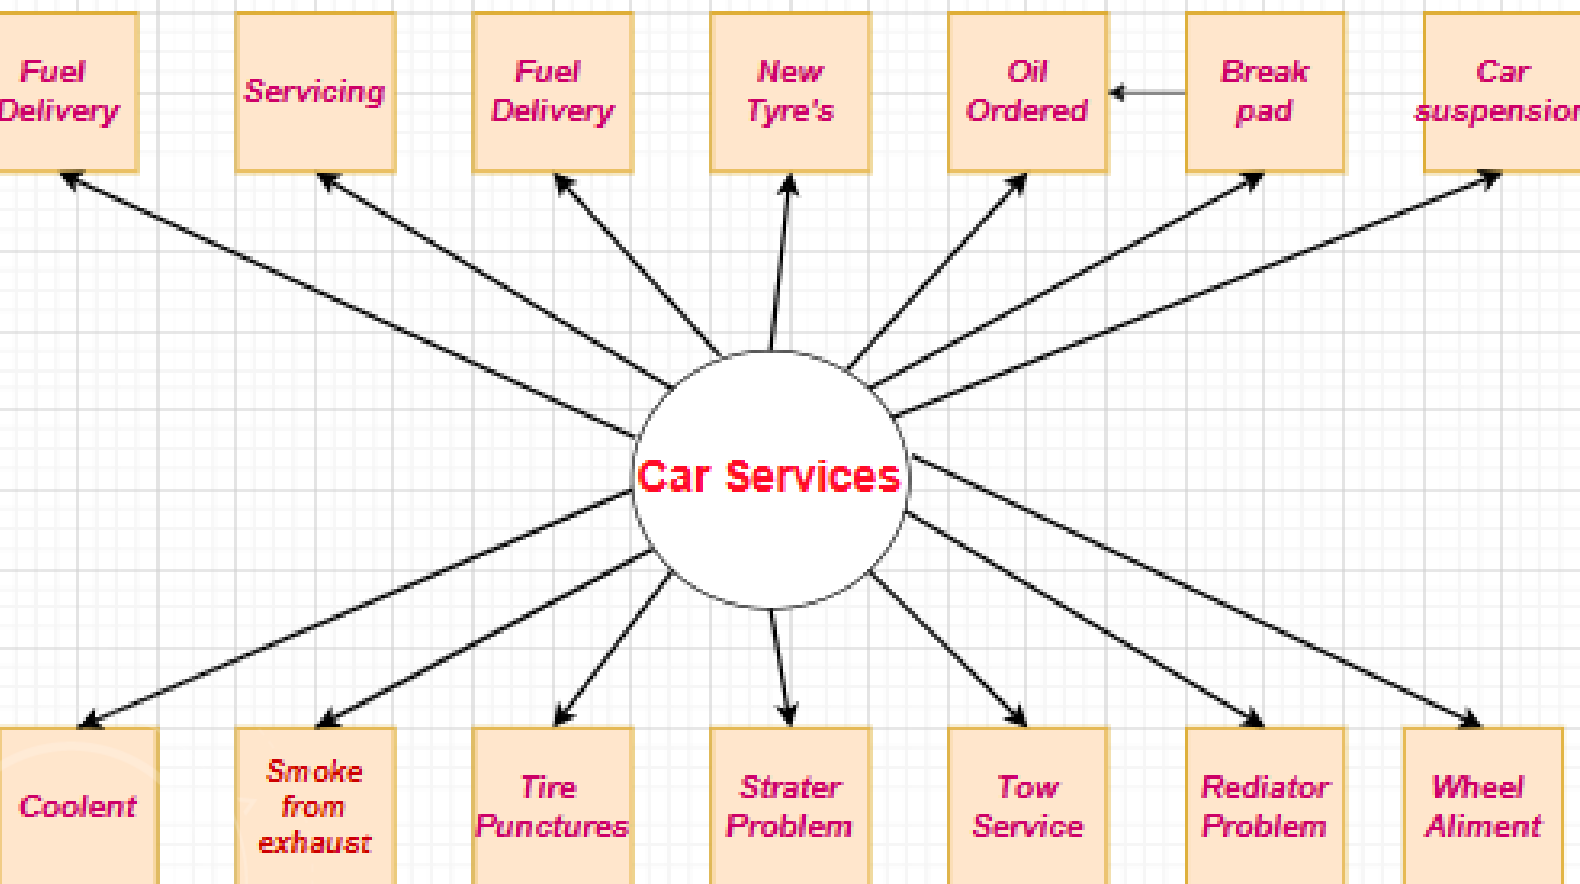 Fuel
Delivery
Servicing
Fuel
Delivery
New
Tyre's
Oil
Ordered
Break
pad
Car
suspension
Car Services
Coolent
Smoke
from
exhaust
Tire
Punctures
Strater
Problem
Tow
Service
Rediator
Problem
Wheel
Aliment